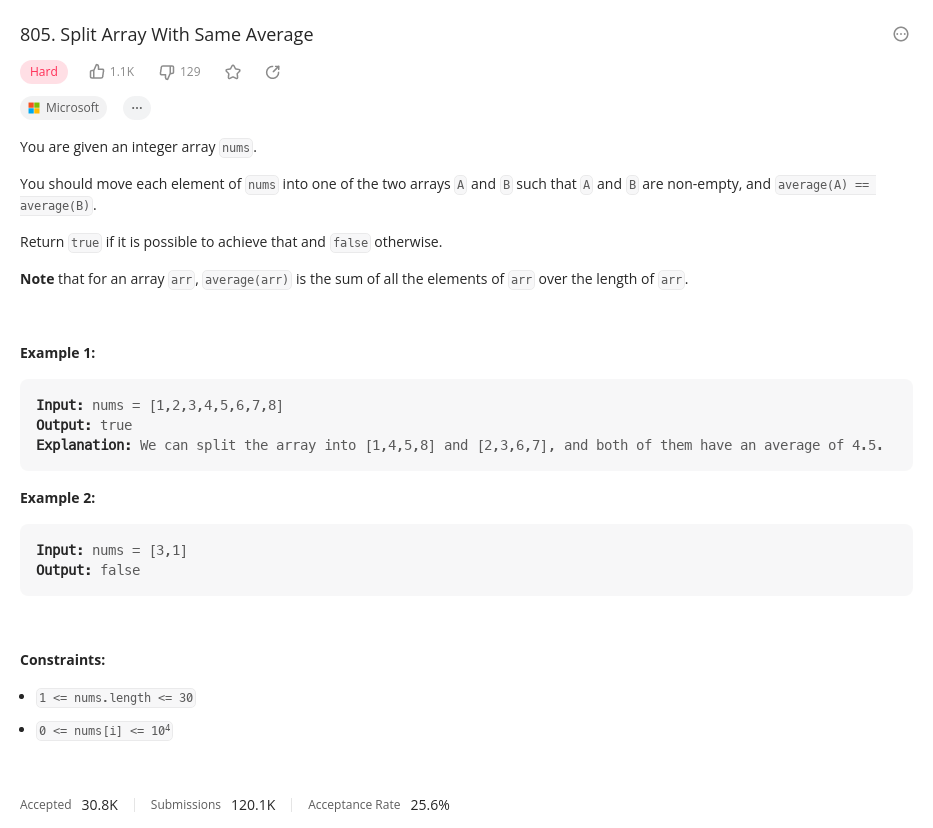 805. Split Array With Same Average
Hard 1.1K 129
Microsoft ...
You are given an integer array nums.
You should move each element of nums into one of the two arrays A and B such that A and B are non-empty, and average(A) ==
average(B).
Return true if it is possible to achieve that and false otherwise.
Note that for an array arr, average(arr) is the sum of all the elements of arr over the length of arr.
Example 1:
Input: nums = [1,2,3,4,5,6,7,8]
Output: true
Explanation: We can split the array into [1,4,5,8] and [2,3,6,7], and both of them have an average of 4.5.
Example 2:
Input: nums = [3,1]
Output: false
Constraints:
• 1 <= nums.length <= 30
• 0 <= nums[i] <= 10⁴
Accepted 30.8K Submissions 120.1K Acceptance Rate 25.6%